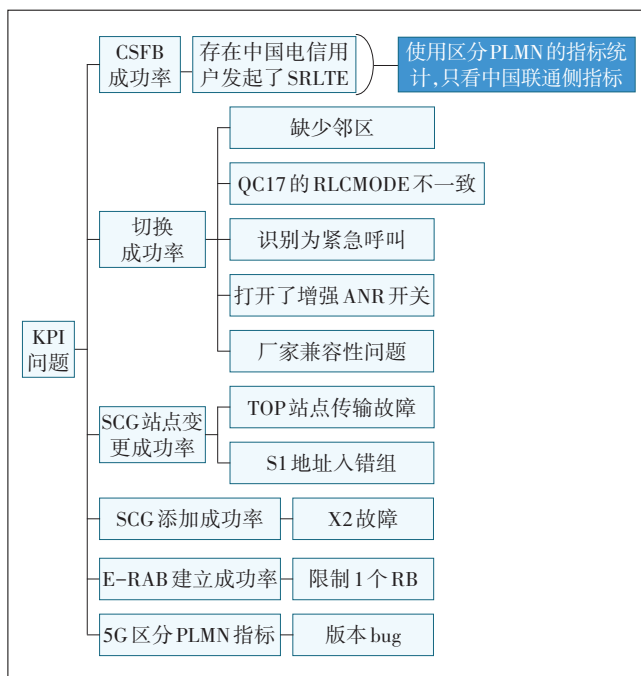 CSFB
成功率
存在中国电信用
户发起了SRLTE
使用区分PLMN的指标统
计,只看中国联通侧指标
缺少邻区
QC17的RLCMODE不一致
切换
成功率
识别为紧急呼叫
打开了增强ANR开关
厂家兼容性问题
KPI
问题
SCG站点变
更成功率
TOP站点传输故障
S1地址入错组
SCG添加成功率
X2故障
E-RAB建立成功率
限制1个RB
5G区分PLMN指标
版本bug